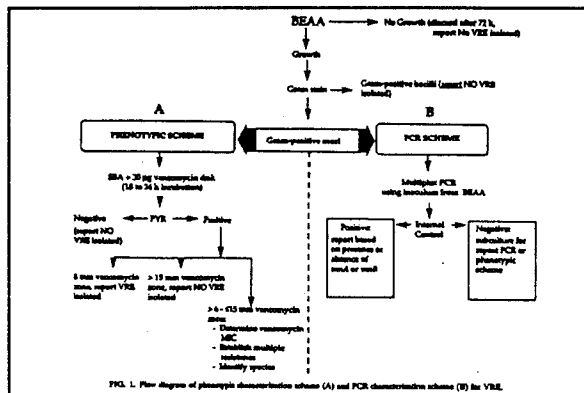 BEAA
No Growth (discard after 72 h,
report No VRE isolated)
Growth
Gram stain
Gram-positive bacilli (report NO VRE
isolated)
A
B
PHENOTYPIC SCHEME
Gram-positive cocci
PCR SCHEME
SBA + 30 µg vancomycin disk
(18 to 24 h incubation)
Multiplex PCR
using inoculum from BEAA
Negative
(report NO
VRE isolated)
PYR
Positive
Positive:
report based
on presence or
absence of
vanA or vanB
Internal
Control
Negative:
subculture for
repeat PCR or
phenotypic
scheme
6 mm vancomycin
zone, report VRE
isolated
> 15 mm vancomycin
zone, report NO VRE
isolated
> 6 - ≤15 mm vancomycin
zone:
- Determine vancomycin
MIC
- Establish multiple
resistance
- Identify species
FIG. 1. Flow diagram of phenotypic characterization scheme (A) and PCR characterization scheme (B) for VRE.